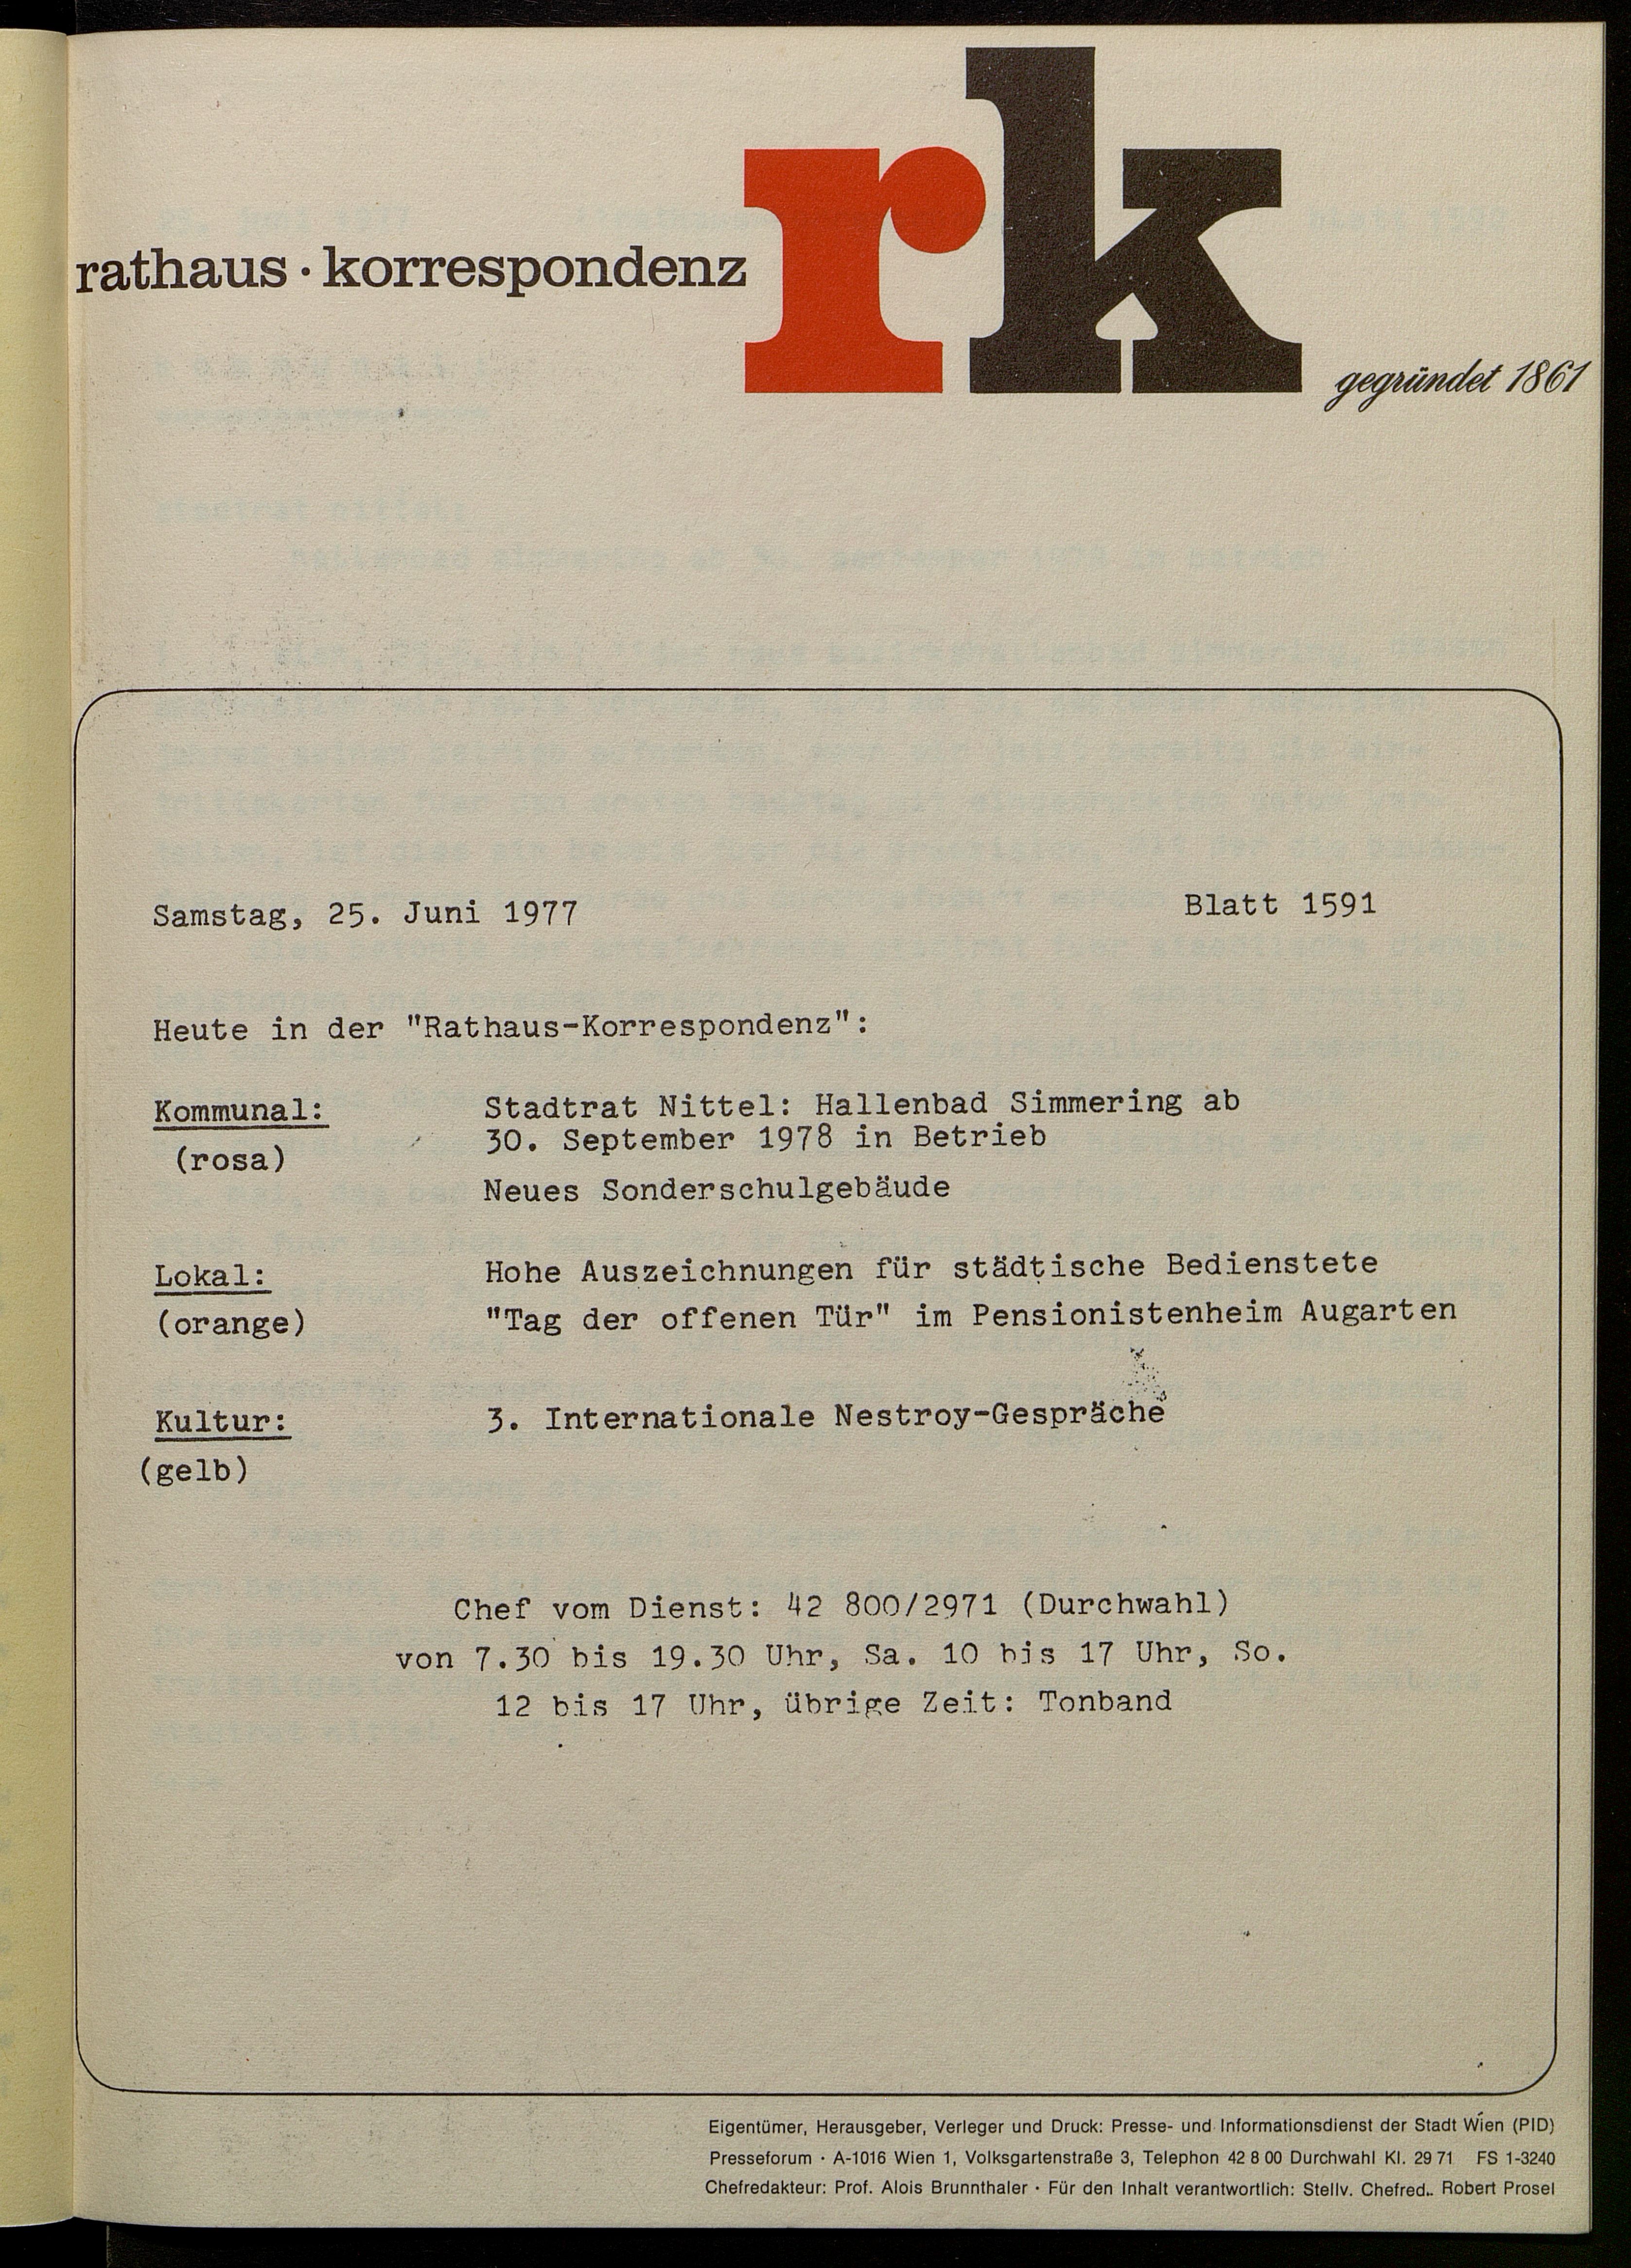 rk
rathaus · korrespondenz
gegründet 1861
Samstag, 25. Juni 1977 Blatt 1591
Heute in der "Rathaus-Korrespondenz":
Kommunal: Stadtrat Nittel: Hallenbad Simmering ab
30. September 1978 in Betrieb
(rosa)
Neues Sonderschulgebäude
Lokal: Hohe Auszeichnungen für städtische Bedienstete
(orange) "Tag der offenen Tür" im Pensionistenheim Augarten
Kultur: 3. Internationale Nestroy-Gespräche
(gelb)
Chef vom Dienst: 42 800/2971 (Durchwahl)
von 7.30 bis 19.30 Uhr, Sa. 10 bis 17 Uhr, So.
12 bis 17 Uhr, übrige Zeit: Tonband
Eigentümer, Herausgeber, Verleger und Druck: Presse- und Informationsdienst der Stadt Wien (PID)
Presseforum · A-1016 Wien 1, Volksgartenstraße 3, Telephon 42 8 00 Durchwahl Kl. 29 71 FS 1-3240
Chefredakteur: Prof. Alois Brunnthaler · Für den Inhalt verantwortlich: Stellv. Chefred.. Robert Prosel